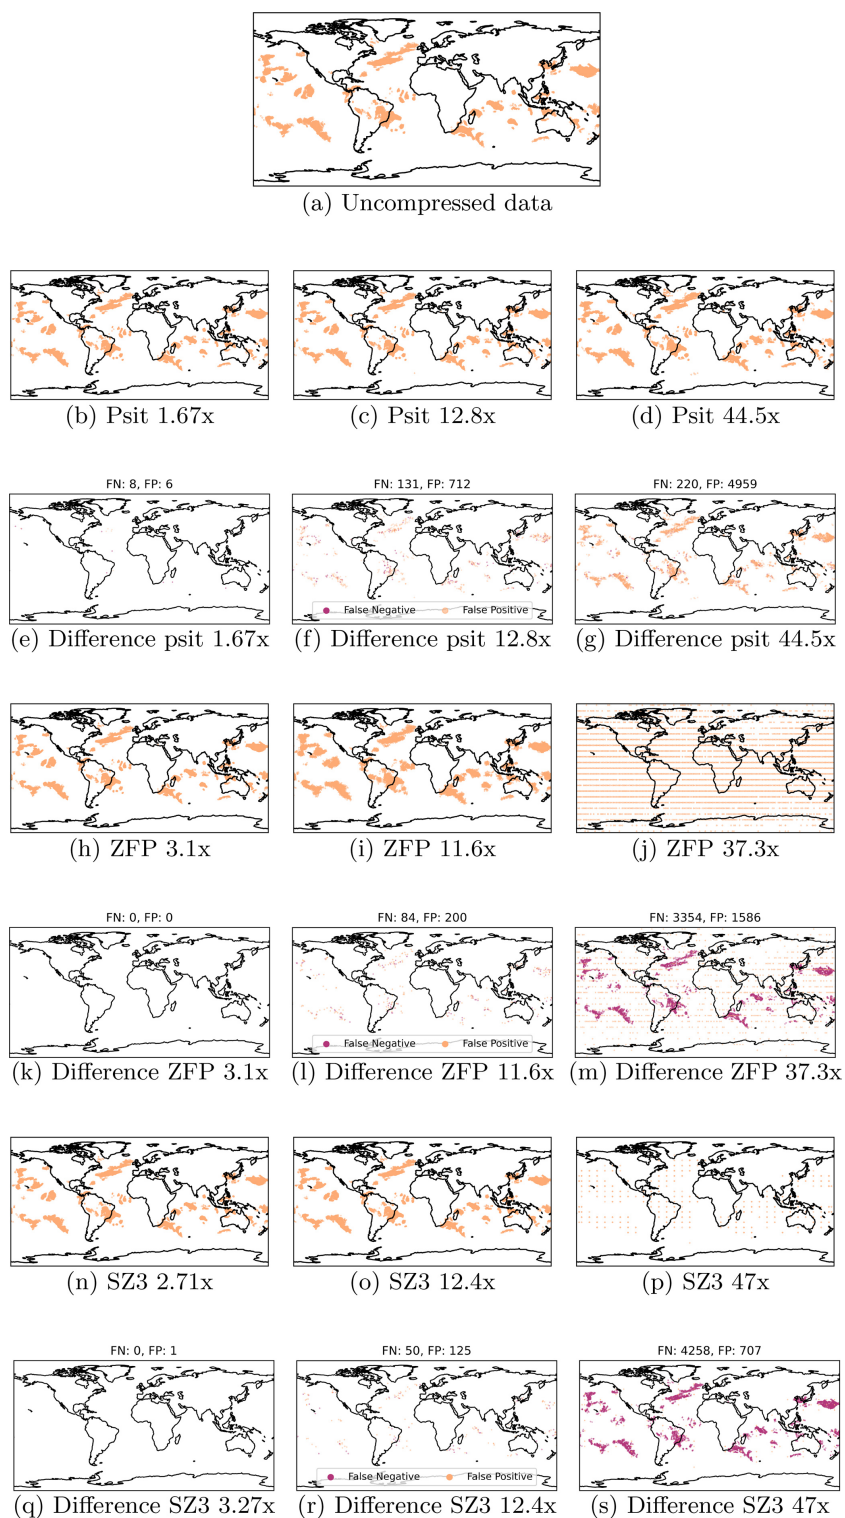 (a) Uncompressed data
(b) Psit 1.67x
(c) Psit 12.8x
(d) Psit 44.5x
FN: 8, FP: 6
FN: 131, FP: 712
FN: 220, FP: 4959
False Negative
False Positive
(e) Difference psit 1.67x
(f) Difference psit 12.8x
(g) Difference psit 44.5x
(h) ZFP 3.1x
(i) ZFP 11.6x
(j) ZFP 37.3x
FN: 0, FP: 0
FN: 84, FP: 200
FN: 3354, FP: 1586
False Negative
False Positive
(k) Difference ZFP 3.1x
(l) Difference ZFP 11.6x
(m) Difference ZFP 37.3x
(n) SZ3 2.71x
(o) SZ3 12.4x
(p) SZ3 47x
FN: 0, FP: 1
FN: 50, FP: 125
FN: 4258, FP: 707
False Negative
False Positive
(q) Difference SZ3 3.27x
(r) Difference SZ3 12.4x
(s) Difference SZ3 47x